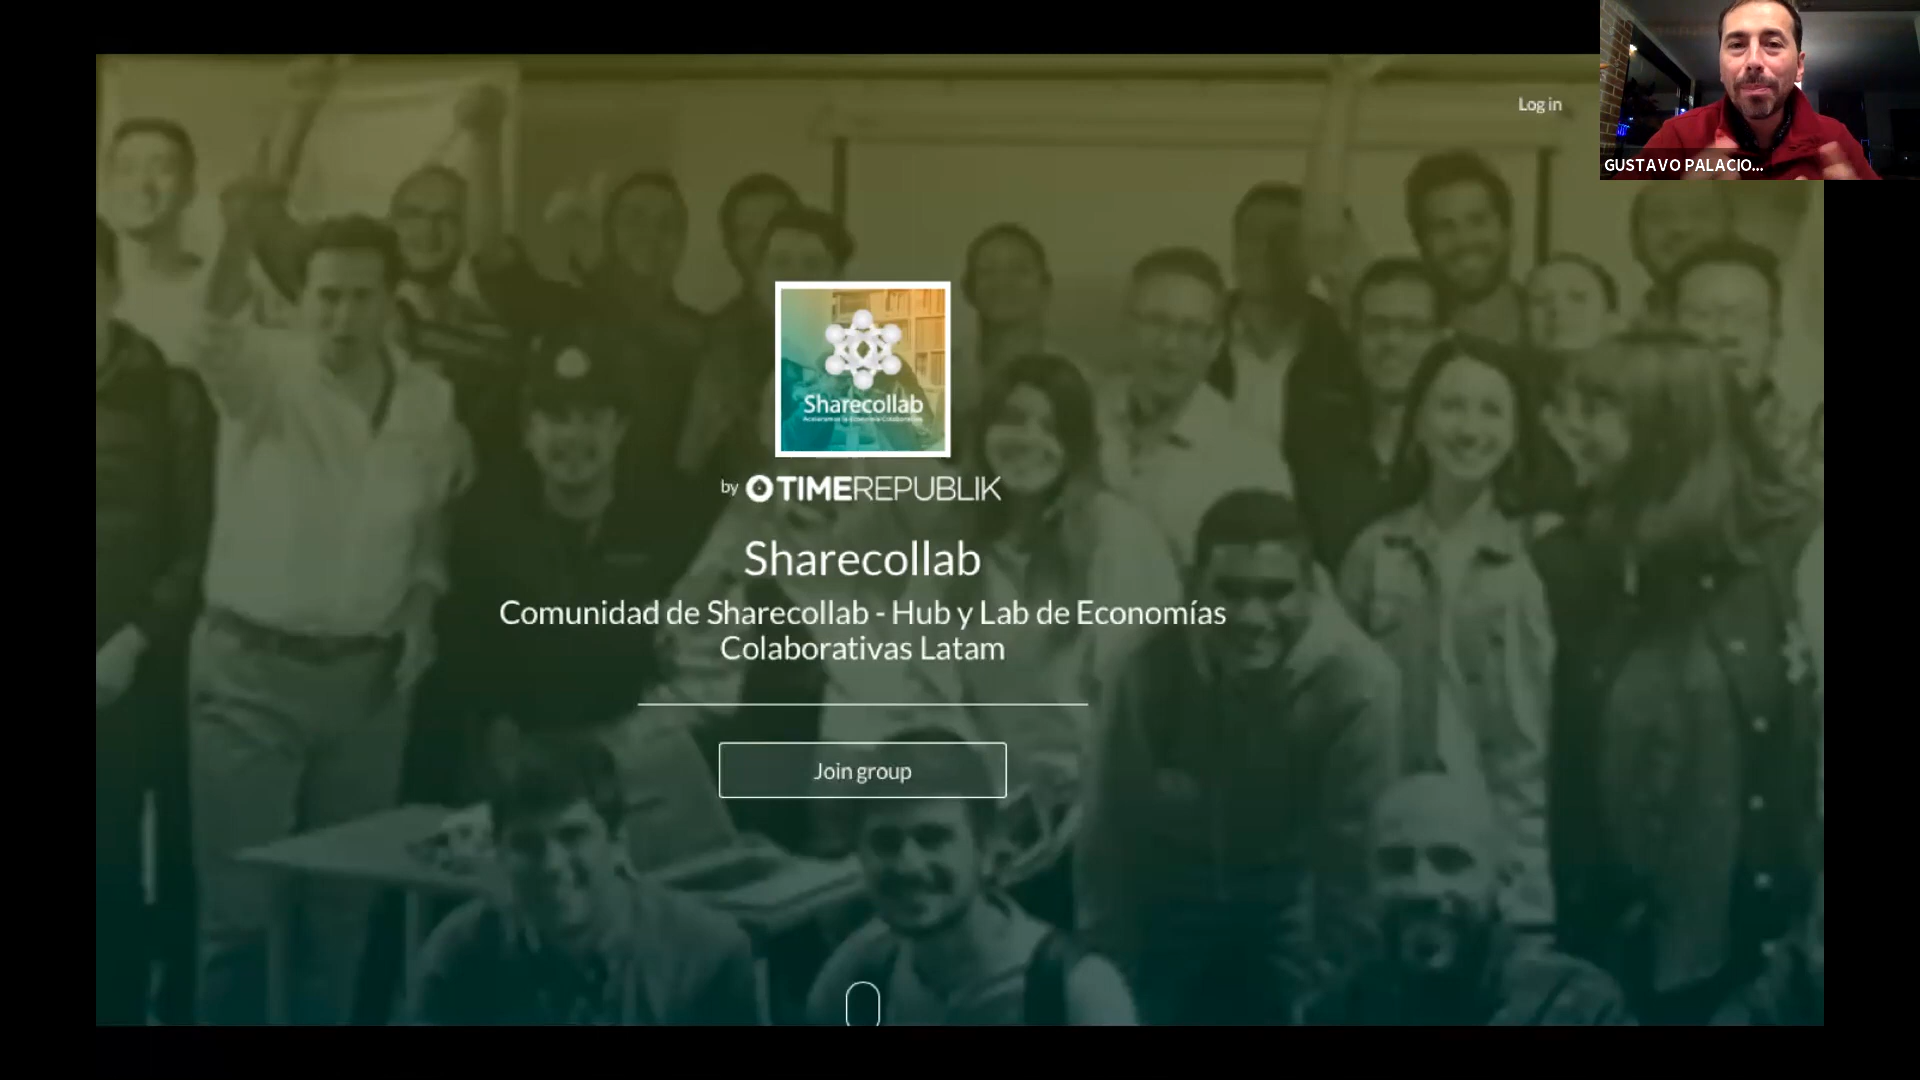 Log in
GUSTAVO PALACIO...
Sharecollab
by TIMEREPUBLIK
Sharecollab
Comunidad de Sharecollab - Hub y Lab de Economías
Colaborativas Latam
Join group